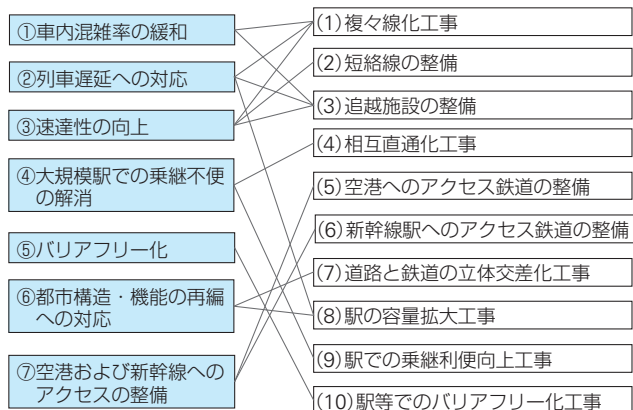 ①車内混雑率の緩和
②列車遅延への対応
③速達性の向上
④大規模駅での乗継不便
の解消
⑤バリアフリー化
⑥都市構造・機能の再編
への対応
⑦空港および新幹線への
アクセスの整備
(1)複々線化工事
(2)短絡線の整備
(3)追越施設の整備
(4)相互直通化工事
(5)空港へのアクセス鉄道の整備
(6)新幹線駅へのアクセス鉄道の整備
(7)道路と鉄道の立体交差化工事
(8)駅の容量拡大工事
(9)駅での乗継利便向上工事
(10)駅等でのバリアフリー化工事